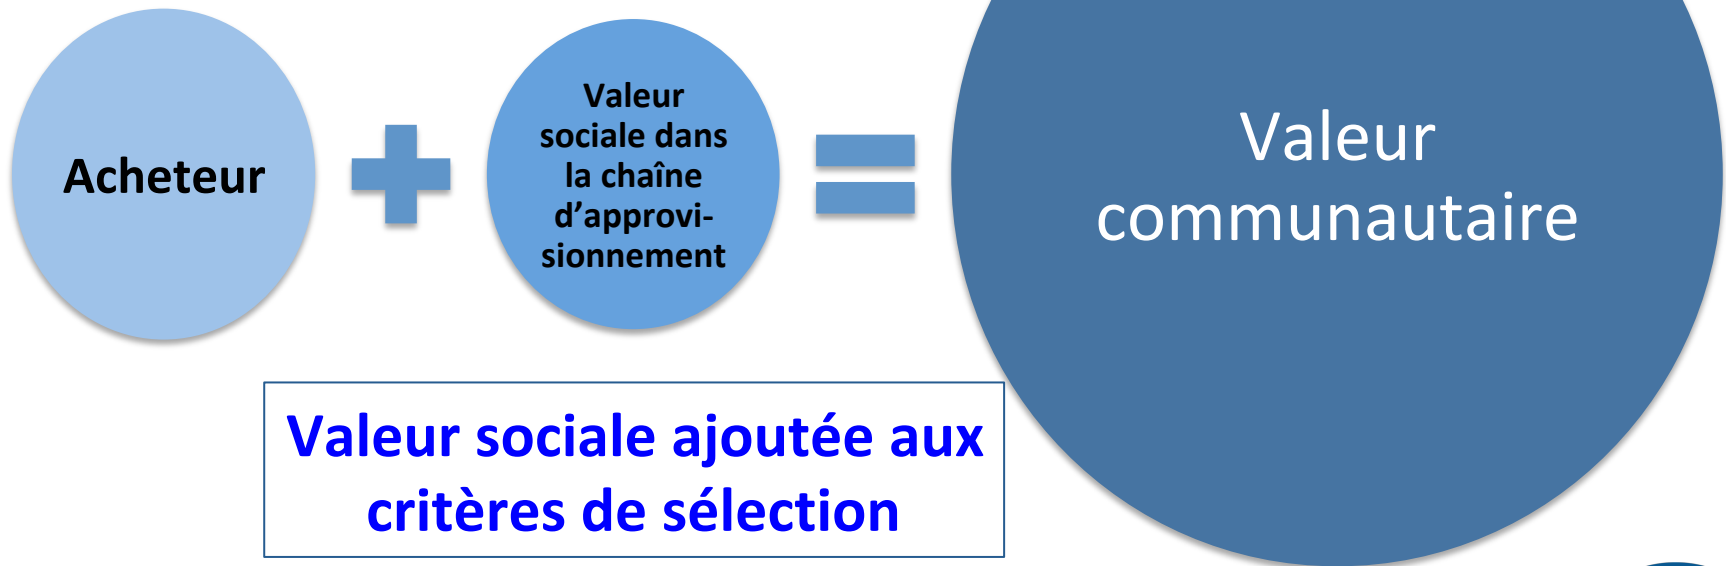 Acheteur
Valeur
sociale dans
la chaîne
d’approvi-
sionnement
Valeur
communautaire
Valeur sociale ajoutée aux
critères de sélection